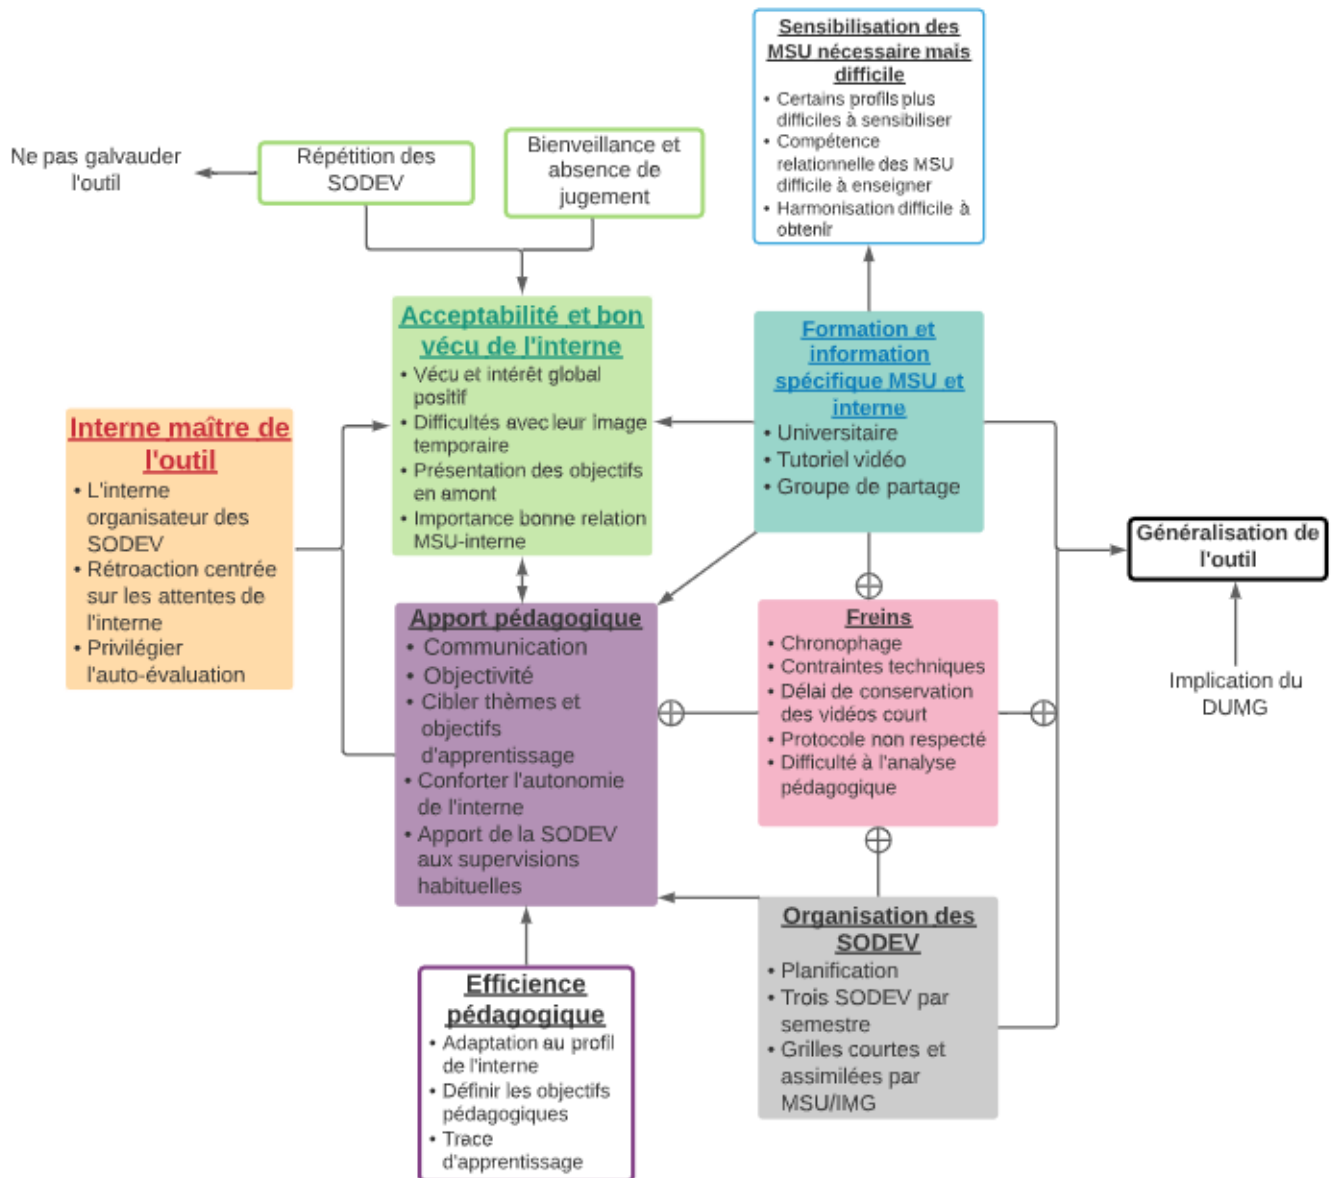 Sensibilisation des
MSU nécessaire mais
difficile
• Certains profils plus
difficiles à sensibiliser
• Compétence
relationnelle des MSU
difficile à enseigner
• Harmonisation difficile à
obtenir
Ne pas galvauder
l'outil
Répétition des
SODEV
Bienveillance et
absence de
jugement
Acceptabilité et bon
vécu de l'interne
• Vécu et intérêt global
positif
• Difficultés avec leur image
temporaire
• Présentation des objectifs
en amont
• Importance bonne relation
MSU-interne
Formation et
information
spécifique MSU et
interne
• Universitaire
• Tutoriel vidéo
• Groupe de partage
Interne maître de
l'outil
• L'interne
organisateur des
SODEV
• Rétroaction centrée
sur les attentes de
l'interne
• Privilégier
l'auto-évaluation
Généralisation de
l'outil
Implication du
DUMG
Apport pédagogique
• Communication
• Objectivité
• Cibler thèmes et
objectifs
d'apprentissage
• Conforter l'autonomie
de l'interne
• Apport de la SODEV
aux supervisions
habituelles
Freins
• Chronophage
• Contraintes techniques
• Délai de conservation
des vidéos court
• Protocole non respecté
• Difficulté à l'analyse
pédagogique
Organisation des
SODEV
• Planification
• Trois SODEV par
semestre
• Grilles courtes et
assimilées par
MSU/IMG
Efficience
pédagogique
• Adaptation au profil
de l'interne
• Définir les objectifs
pédagogiques
• Trace
d'apprentissage